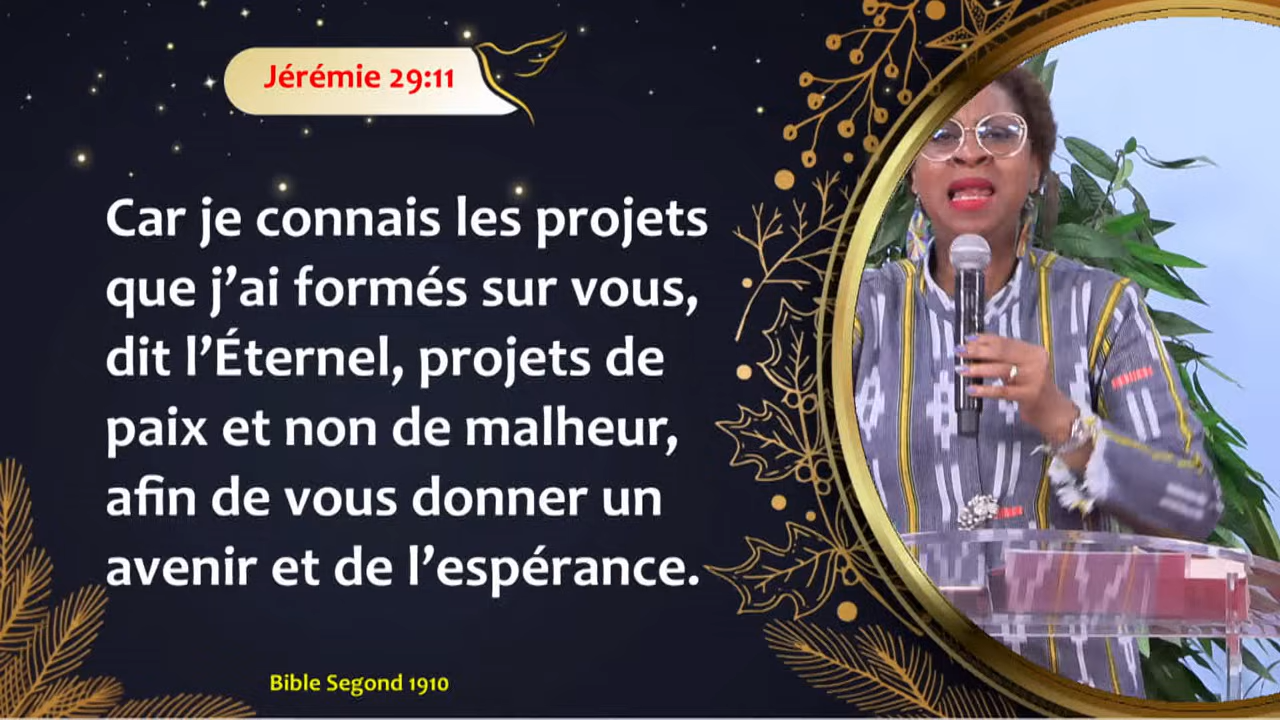 Jérémie 29:11
Car je connais les projets
que j’ai formés sur vous,
dit l’Éternel, projets de
paix et non de malheur,
afin de vous donner un
avenir et de l’espérance.
Bible Segond 1910